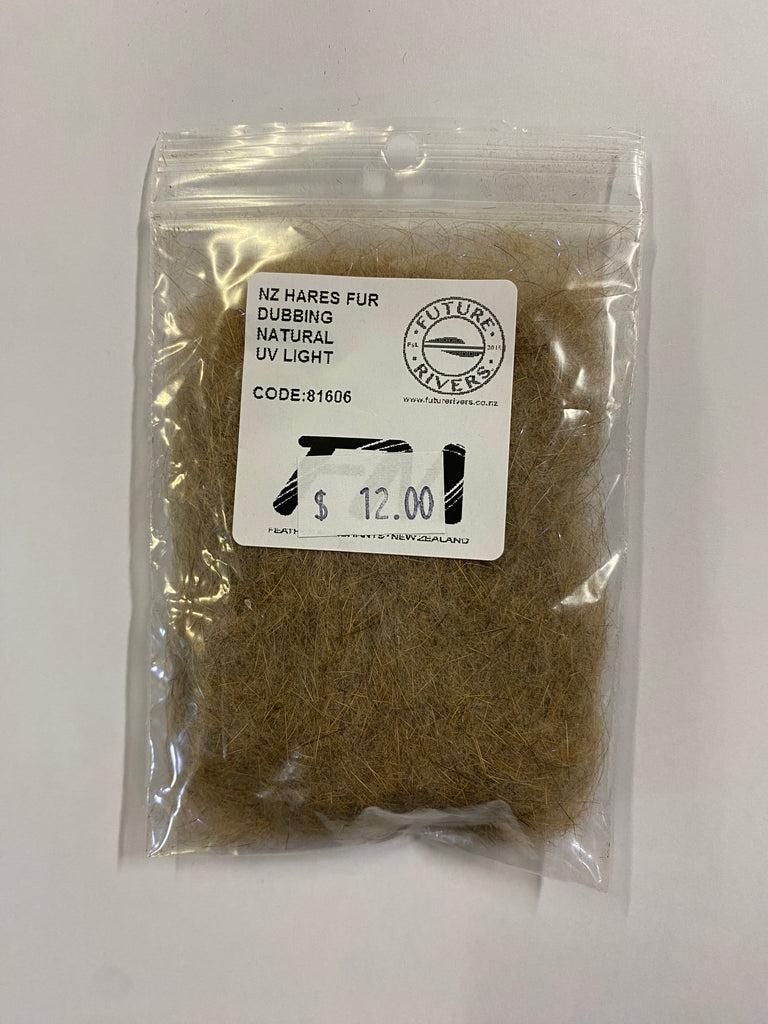 NZ HARES FUR
DUBBING
NATURAL
UV LIGHT
CODE:81606
FUTURE
RIVERS
www.futurerivers.co.nz
$ 12.00
NEW ZEALAND